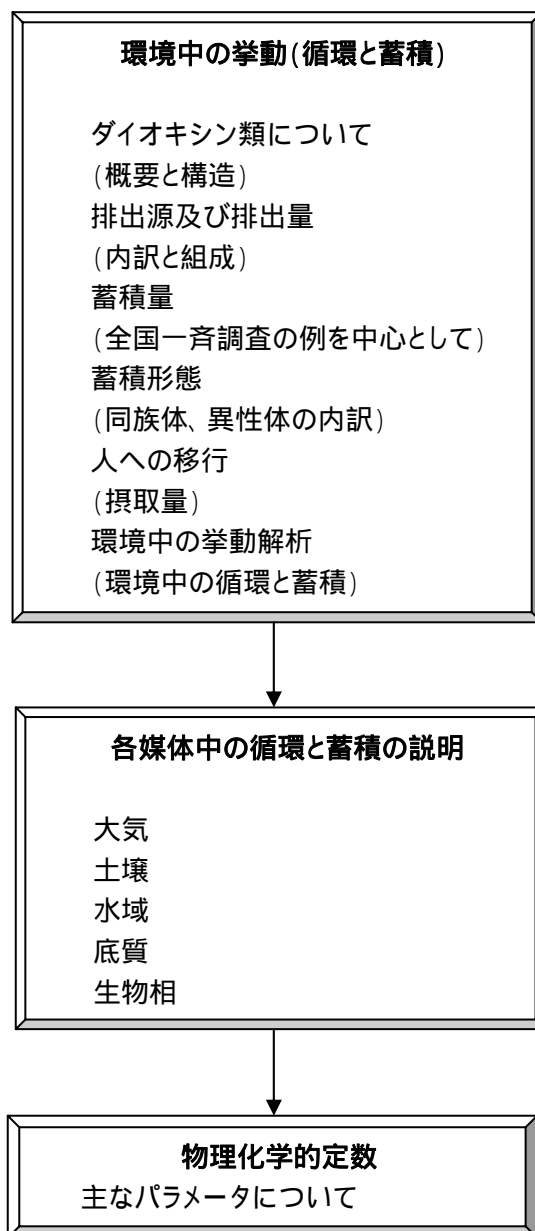 環境中の挙動(循環と蓄積)
ダイオキシン類について
(概要と構造)
排出源及び排出量
(内訳と組成)
蓄積量
(全国一斉調査の例を中心として)
蓄積形態
(同族体、異性体の内訳)
人への移行
(摂取量)
環境中の挙動解析
(環境中の循環と蓄積)
各媒体中の循環と蓄積の説明
大気
土壌
水域
底質
生物相
物理化学的定数
主なパラメータについて